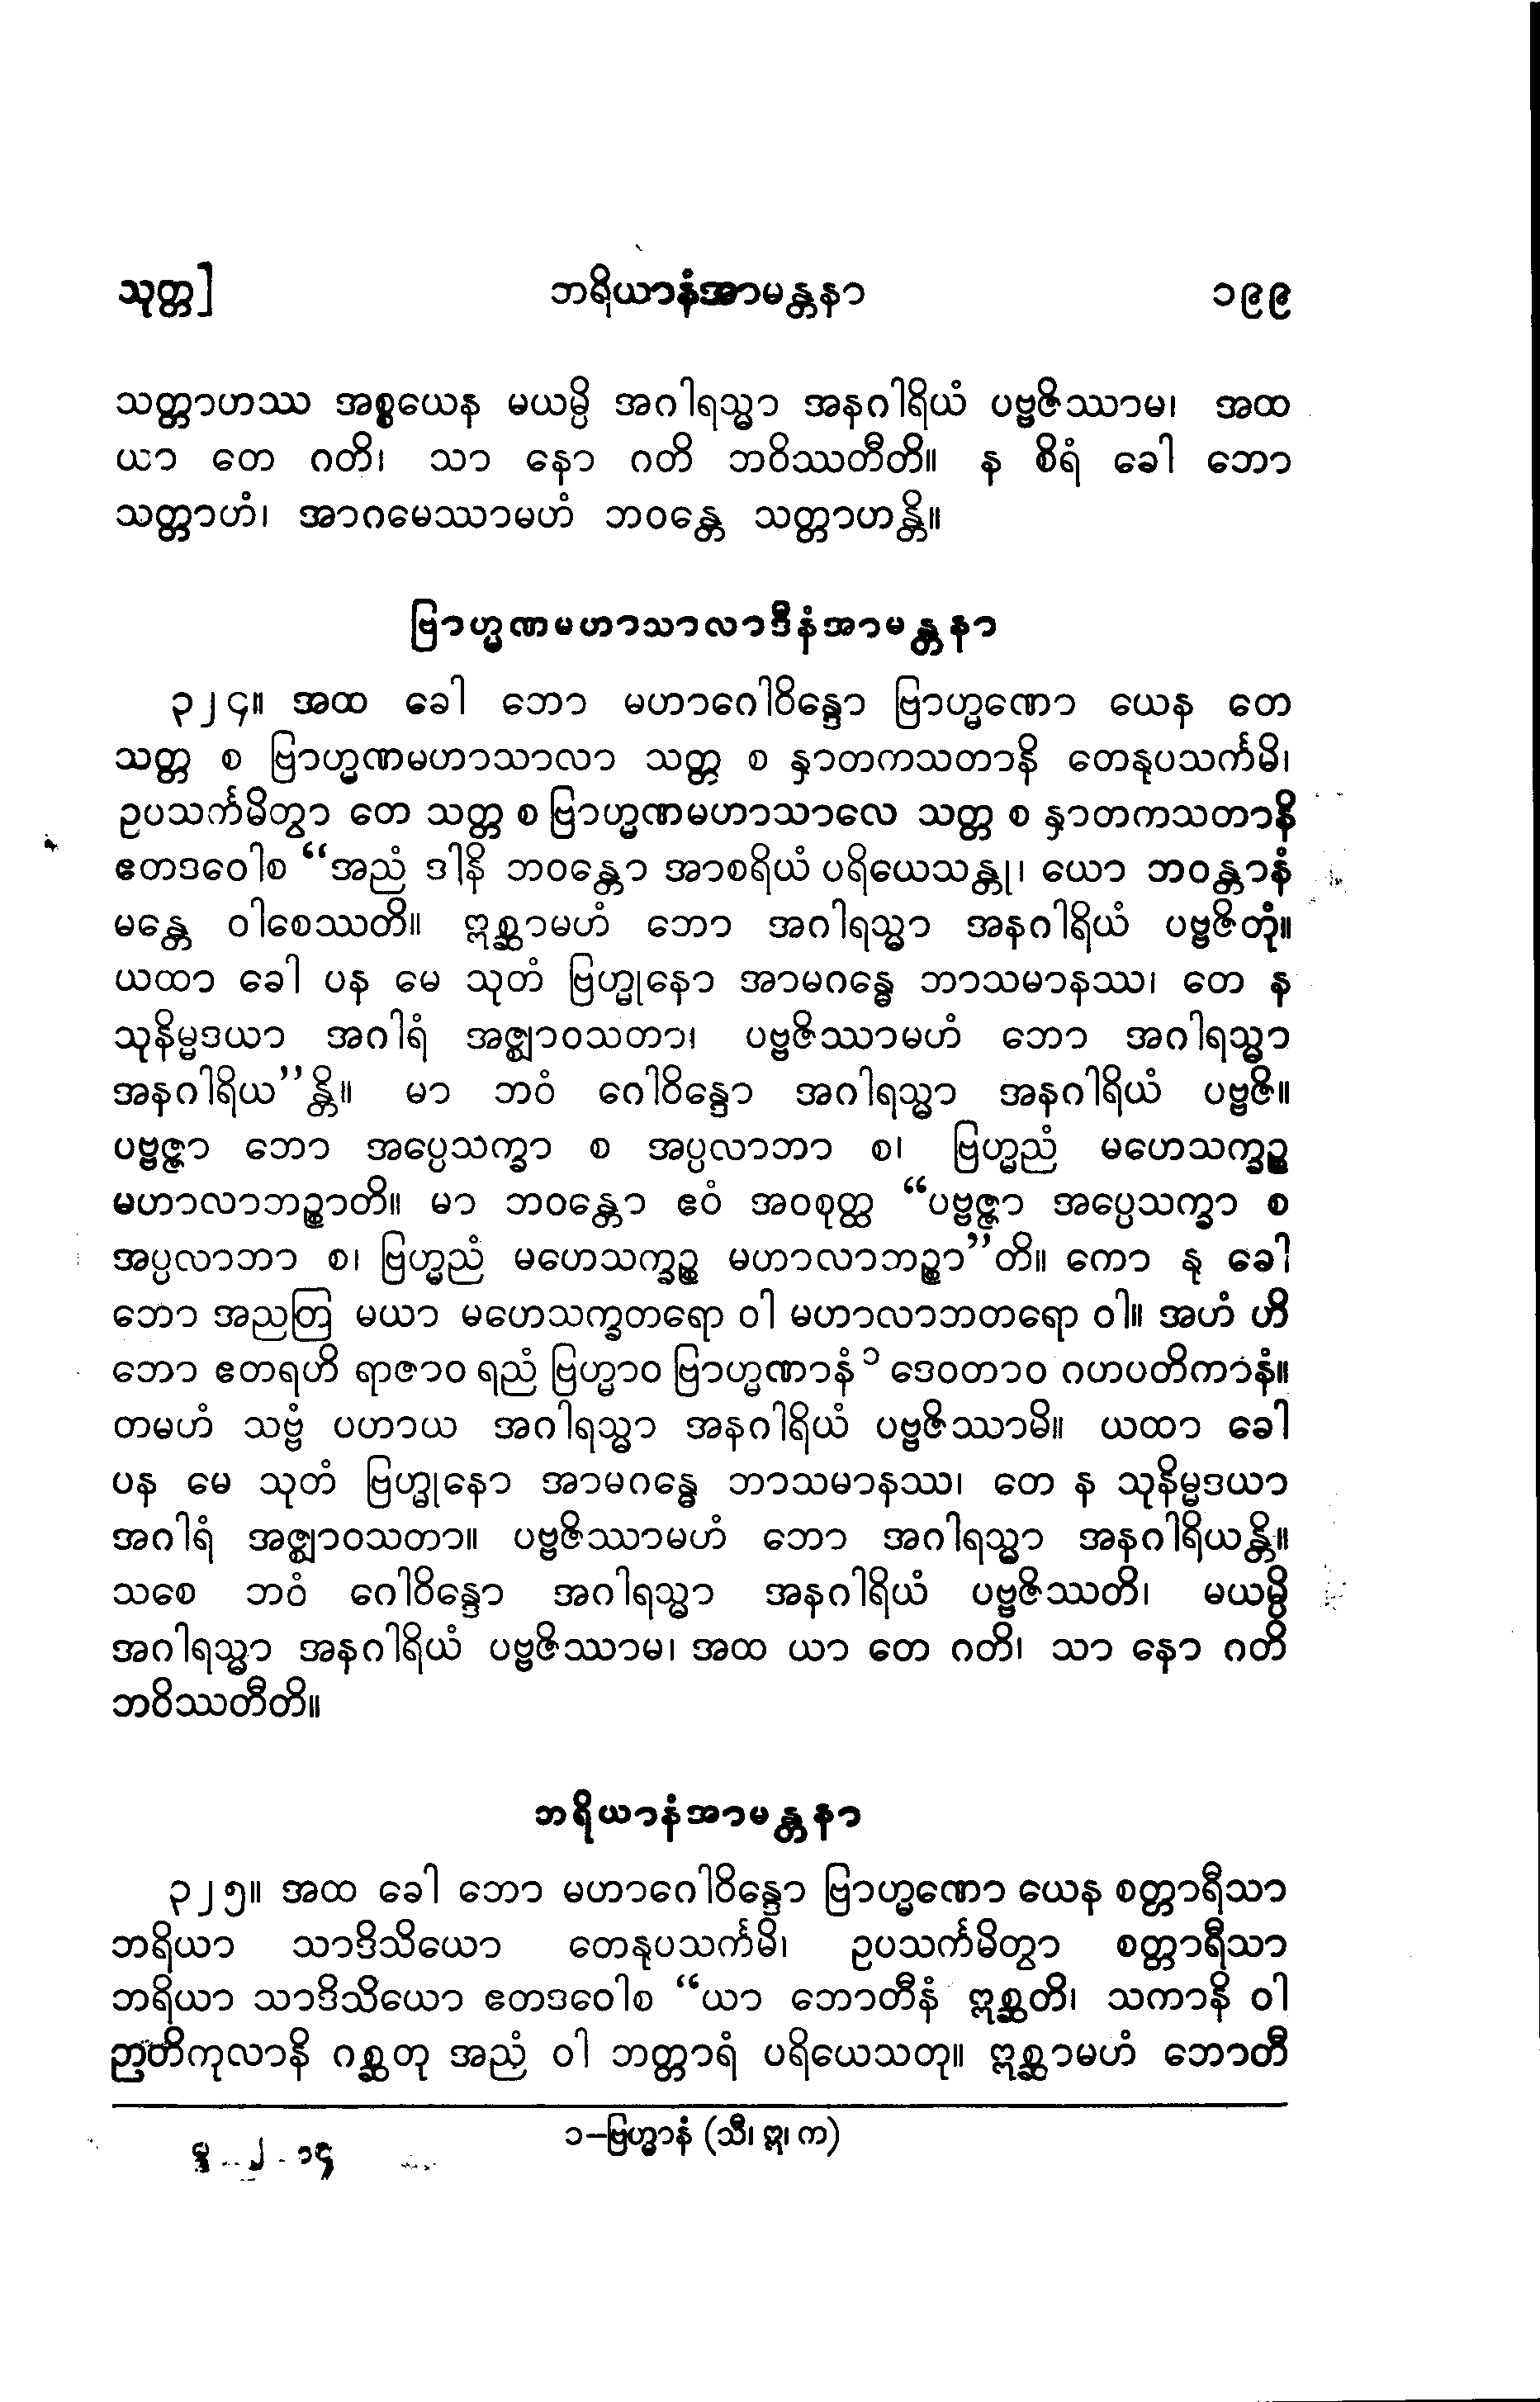 သုတ္တ] ဘရိယာနံအာမန္တနာ ၁၉၉
သတ္တာဟဿ အစ္စယေန မယမ္ပိ အဂါရသ္မာ အနဂါရိယံ ပဗ္ဗဇိဿာမ၊ အထ
ယာ တေ ဂတိ၊ သာ နော ဂတိ ဘဝိဿတီတိ။ န စိရံ ခေါ ဘော
သတ္တာဟံ၊ အာဂမေဿာမဟံ ဘဝန္တေ သတ္တာဟန္တိ။
ဗြာဟ္မဏမဟာသာလာဒီနံအာမန္တနာ
၃၂၄။ အထ ခေါ ဘော မဟာဂေါဝိန္ဒော ဗြာဟ္မဏော ယေန တေ
သတ္တ စ ဗြာဟ္မဏမဟာသာလာ သတ္တ စ နှာတကသတာနိ တေနုပသင်္ကမိ၊
ဥပသင်္ကမိတွာ တေ သတ္တ စ ဗြာဟ္မဏမဟာသာလေ သတ္တ စ နှာတကသတာနိ
ဧတဒဝေါစ “အညံ ဒါနိ ဘဝန္တော အာစရိယံ ပရိယေသန္တု၊ ယော ဘဝန္တာနံ
မန္တေ ဝါစေဿတိ။ ဣစ္ဆာမဟံ ဘော အဂါရသ္မာ အနဂါရိယံ ပဗ္ဗဇိတုံ။
ယထာ ခေါ ပန မေ သုတံ ဗြဟ္မုနော အာမဂန္ဓေ ဘာသမာနဿ၊ တေ န
သုနိမ္မဒယာ အဂါရံ အဇ္ဈာဝသတာ၊ ပဗ္ဗဇိဿာမဟံ ဘော အဂါရသ္မာ
အနဂါရိယ”န္တိ။ မာ ဘဝံ ဂေါဝိန္ဒော အဂါရသ္မာ အနဂါရိယံ ပဗ္ဗဇိ။
ပဗ္ဗဇ္ဇာ ဘော အပ္ပေသက္ခာ စ အပ္ပလာဘာ စ၊ ဗြဟ္မညံ မဟေသက္ခဉ္စ
မဟာလာဘဉ္စာတိ။ မာ ဘဝန္တော ဧဝံ အဝစုတ္ထ “ပဗ္ဗဇ္ဇာ အပ္ပေသက္ခာ စ
အပ္ပလာဘာ စ၊ ဗြဟ္မညံ မဟေသက္ခဉ္စ မဟာလာဘဉ္စာ”တိ။ ကော နု ခေါ
ဘော အညတြ မယာ မဟေသက္ခတရော ဝါ မဟာလာဘတရော ဝါ။ အဟံ ဟိ
ဘော ဧတရဟိ ရာဇာဝ ရညံ ဗြဟ္မာဝ ဗြာဟ္မဏာနံ ၁ ဒေဝတာဝ ဂဟပတိကာနံ။
တမဟံ သဗ္ဗံ ပဟာယ အဂါရသ္မာ အနဂါရိယံ ပဗ္ဗဇိဿာမိ။ ယထာ ခေါ
ပန မေ သုတံ ဗြဟ္မုနော အာမဂန္ဓေ ဘာသမာနဿ၊ တေ န သုနိမ္မဒယာ
အဂါရံ အဇ္ဈာဝသတာ။ ပဗ္ဗဇိဿာမဟံ ဘော အဂါရသ္မာ အနဂါရိယန္တိ။
သစေ ဘဝံ ဂေါဝိန္ဒော အဂါရသ္မာ အနဂါရိယံ ပဗ္ဗဇိဿတိ၊ မယမ္ပိ
အဂါရသ္မာ အနဂါရိယံ ပဗ္ဗဇိဿာမ၊ အထ ယာ တေ ဂတိ၊ သာ နော ဂတိ
ဘဝိဿတီတိ။
ဘရိယာနံအာမန္တနာ
၃၂၅။ အထ ခေါ ဘော မဟာဂေါဝိန္ဒော ဗြာဟ္မဏော ယေန စတ္တာရီသာ
ဘရိယာ သာဒိသိယော တေနုပသင်္ကမိ၊ ဥပသင်္ကမိတွာ စတ္တာရီသာ
ဘရိယာ သာဒိသိယော ဧတဒဝေါစ “ယာ ဘောတီနံ ဣစ္ဆတိ၊ သကာနိ ဝါ
ဉာတိကုလာနိ ဂစ္ဆတု အညံ ဝါ ဘတ္တာရံ ပရိယေသတု။ ဣစ္ဆာမဟံ ဘောတီ
၁–ဗြဟ္မာနံ (သီ၊ ဣ၊ က)
ဒွ-၂-၁၄